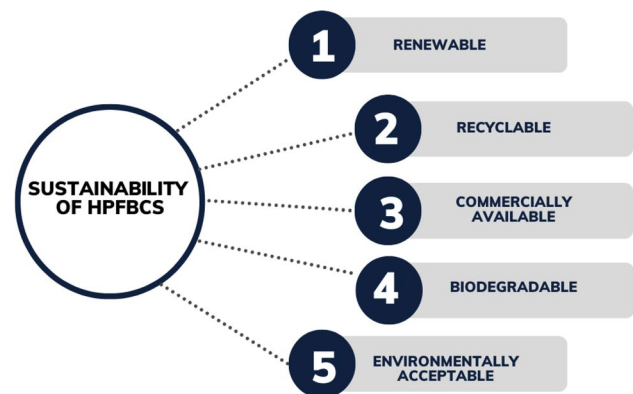 SUSTAINABILITY
OF HPFBCS
1
RENEWABLE
2
RECYCLABLE
3
COMMERCIALLY
AVAILABLE
4
BIODEGRADABLE
5
ENVIRONMENTALLY
ACCEPTABLE